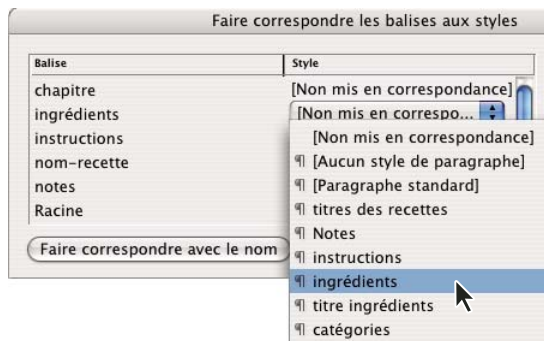 Faire correspondre les balises aux styles
Balise Style
chapitre [Non mis en correspondance]
ingrédients [Non mis en correspo...
instructions [Non mis en correspondance]
nom-recette ¶ [Aucun style de paragraphe]
notes ¶ [Paragraphe standard]
Racine ¶ titres des recettes
¶ Notes
Faire correspondre avec le nom ¶ instructions
¶ ingrédients
¶ titre ingrédients
¶ catégories